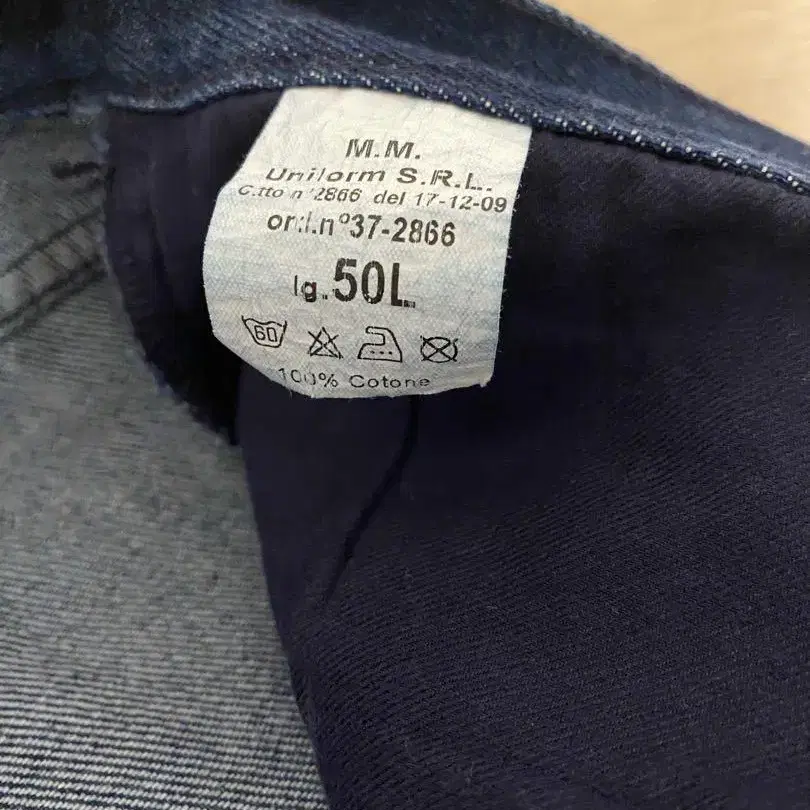 M.M.
Uniform S.R.L.
C.tto n°2866 del 17-12-09
ord.n°37-2866
Tg. 50L
60
100% Cotone